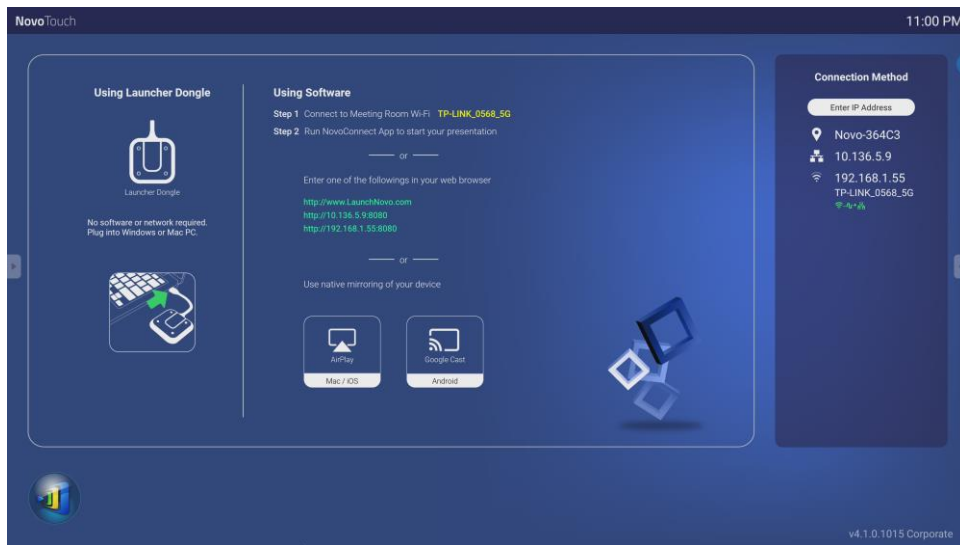 NovoTouch
11:00 PM
Using Launcher Dongle
Launcher Dongle
No software or network required.
Plug into Windows or Mac PC.
Using Software
Step 1 Connect to Meeting Room Wi-Fi TP-LINK_0568_5G
Step 2 Run NovoConnect App to start your presentation
or
Enter one of the followings in your web browser
http://www.LaunchNovo.com
http://10.136.5.9:8080
http://192.168.1.55:8080
or
Use native mirroring of your device
AirPlay
Mac / iOS
Google Cast
Android
Connection Method
Enter IP Address
Novo-364C3
10.136.5.9
192.168.1.55
TP-LINK_0568_5G
v4.1.0.1015 Corporate